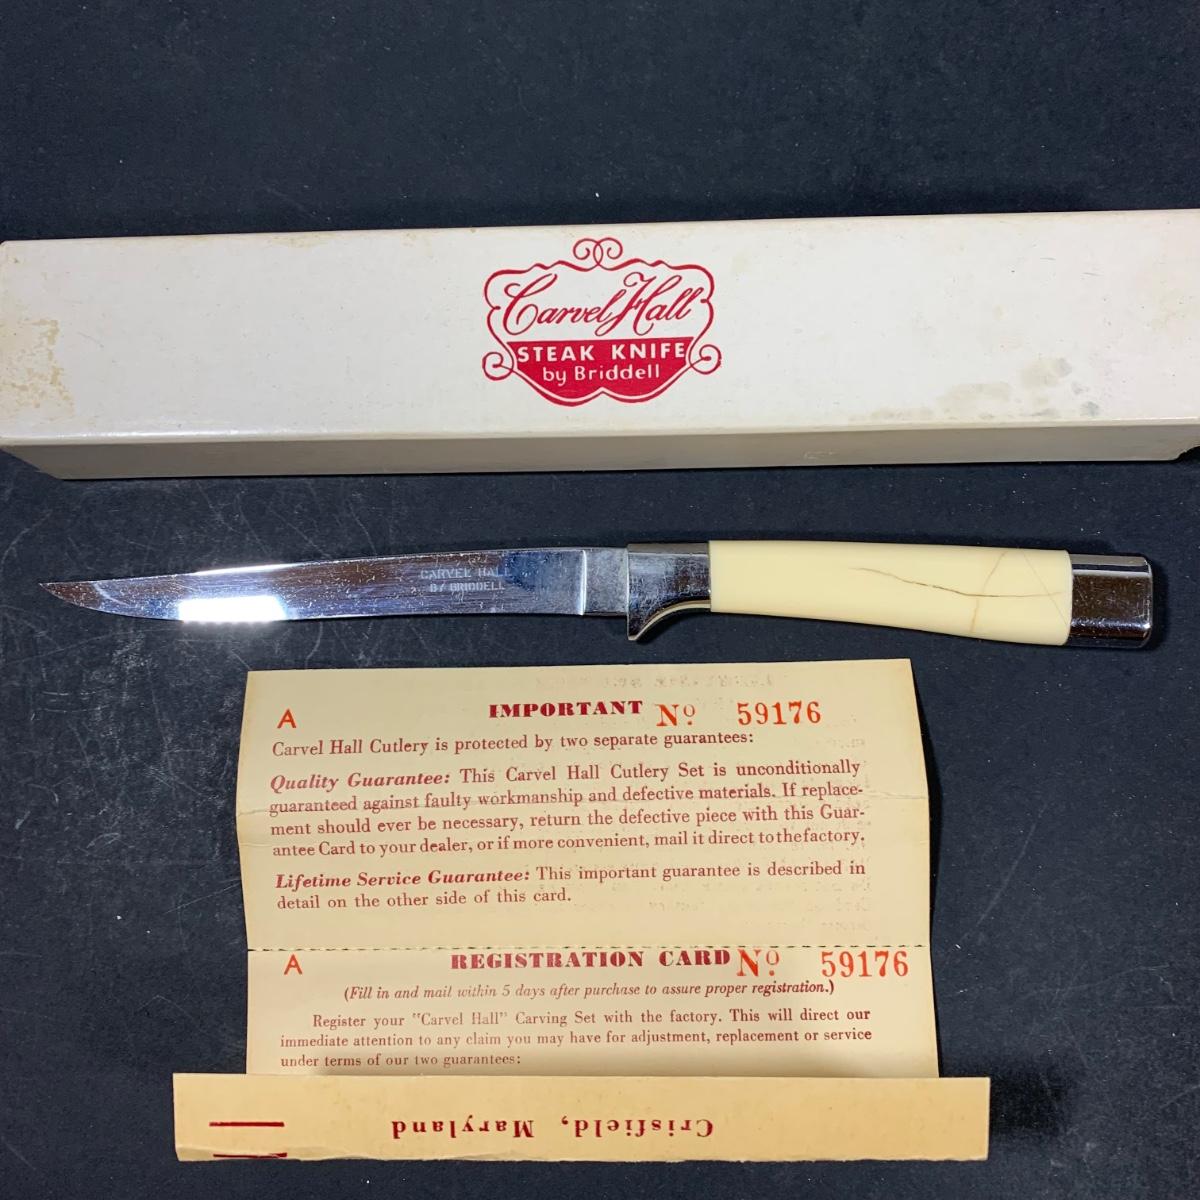 Carvel Hall
STEAK KNIFE
by Briddell
CARVEL HAL
BY BRIDDELL
A IMPORTANT Nº 59176
Carvel Hall Cutlery is protected by two separate guarantees:
Quality Guarantee: This Carvel Hall Cutlery Set is unconditionally
guaranteed against faulty workmanship and defective materials. If replace-
ment should ever be necessary, return the defective piece with this Guar-
antee Card to your dealer, or if more convenient, mail it direct to the factory.
Lifetime Service Guarantee: This important guarantee is described in
detail on the other side of this card.
A REGISTRATION CARD Nº 59176
(Fill in and mail within 5 days after purchase to assure proper registration.)
Register your "Carvel Hall" Carving Set with the factory. This will direct our
immediate attention to any claim you may have for adjustment, replacement or service
under terms of our two guarantees:
Crisfield, Maryland